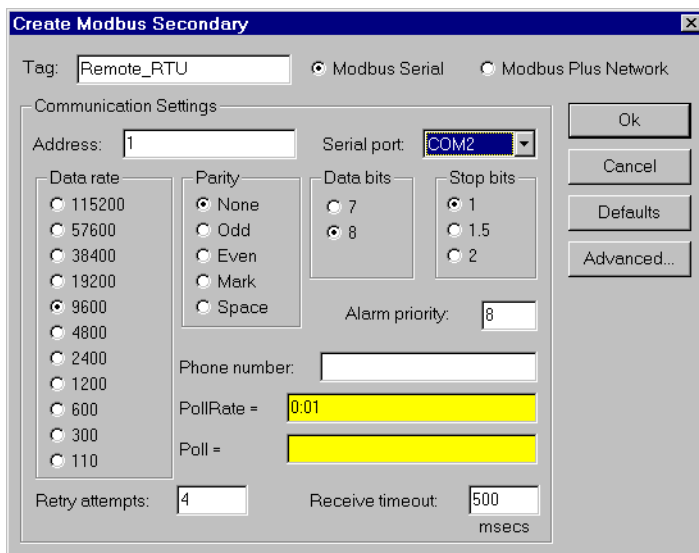 Create Modbus Secondary
Tag: Remote_RTU Modbus Serial Modbus Plus Network
Communication Settings
Address: 1 Serial port: COM2
Ok
Cancel
Defaults
Advanced...
Data rate
115200
57600
38400
19200
9600
4800
2400
1200
600
300
110
Parity
None
Odd
Even
Mark
Space
Data bits
7
8
Stop bits
1
1.5
2
Alarm priority: 8
Phone number:
PollRate = 0:01
Poll =
Retry attempts: 4 Receive timeout: 500
msecs